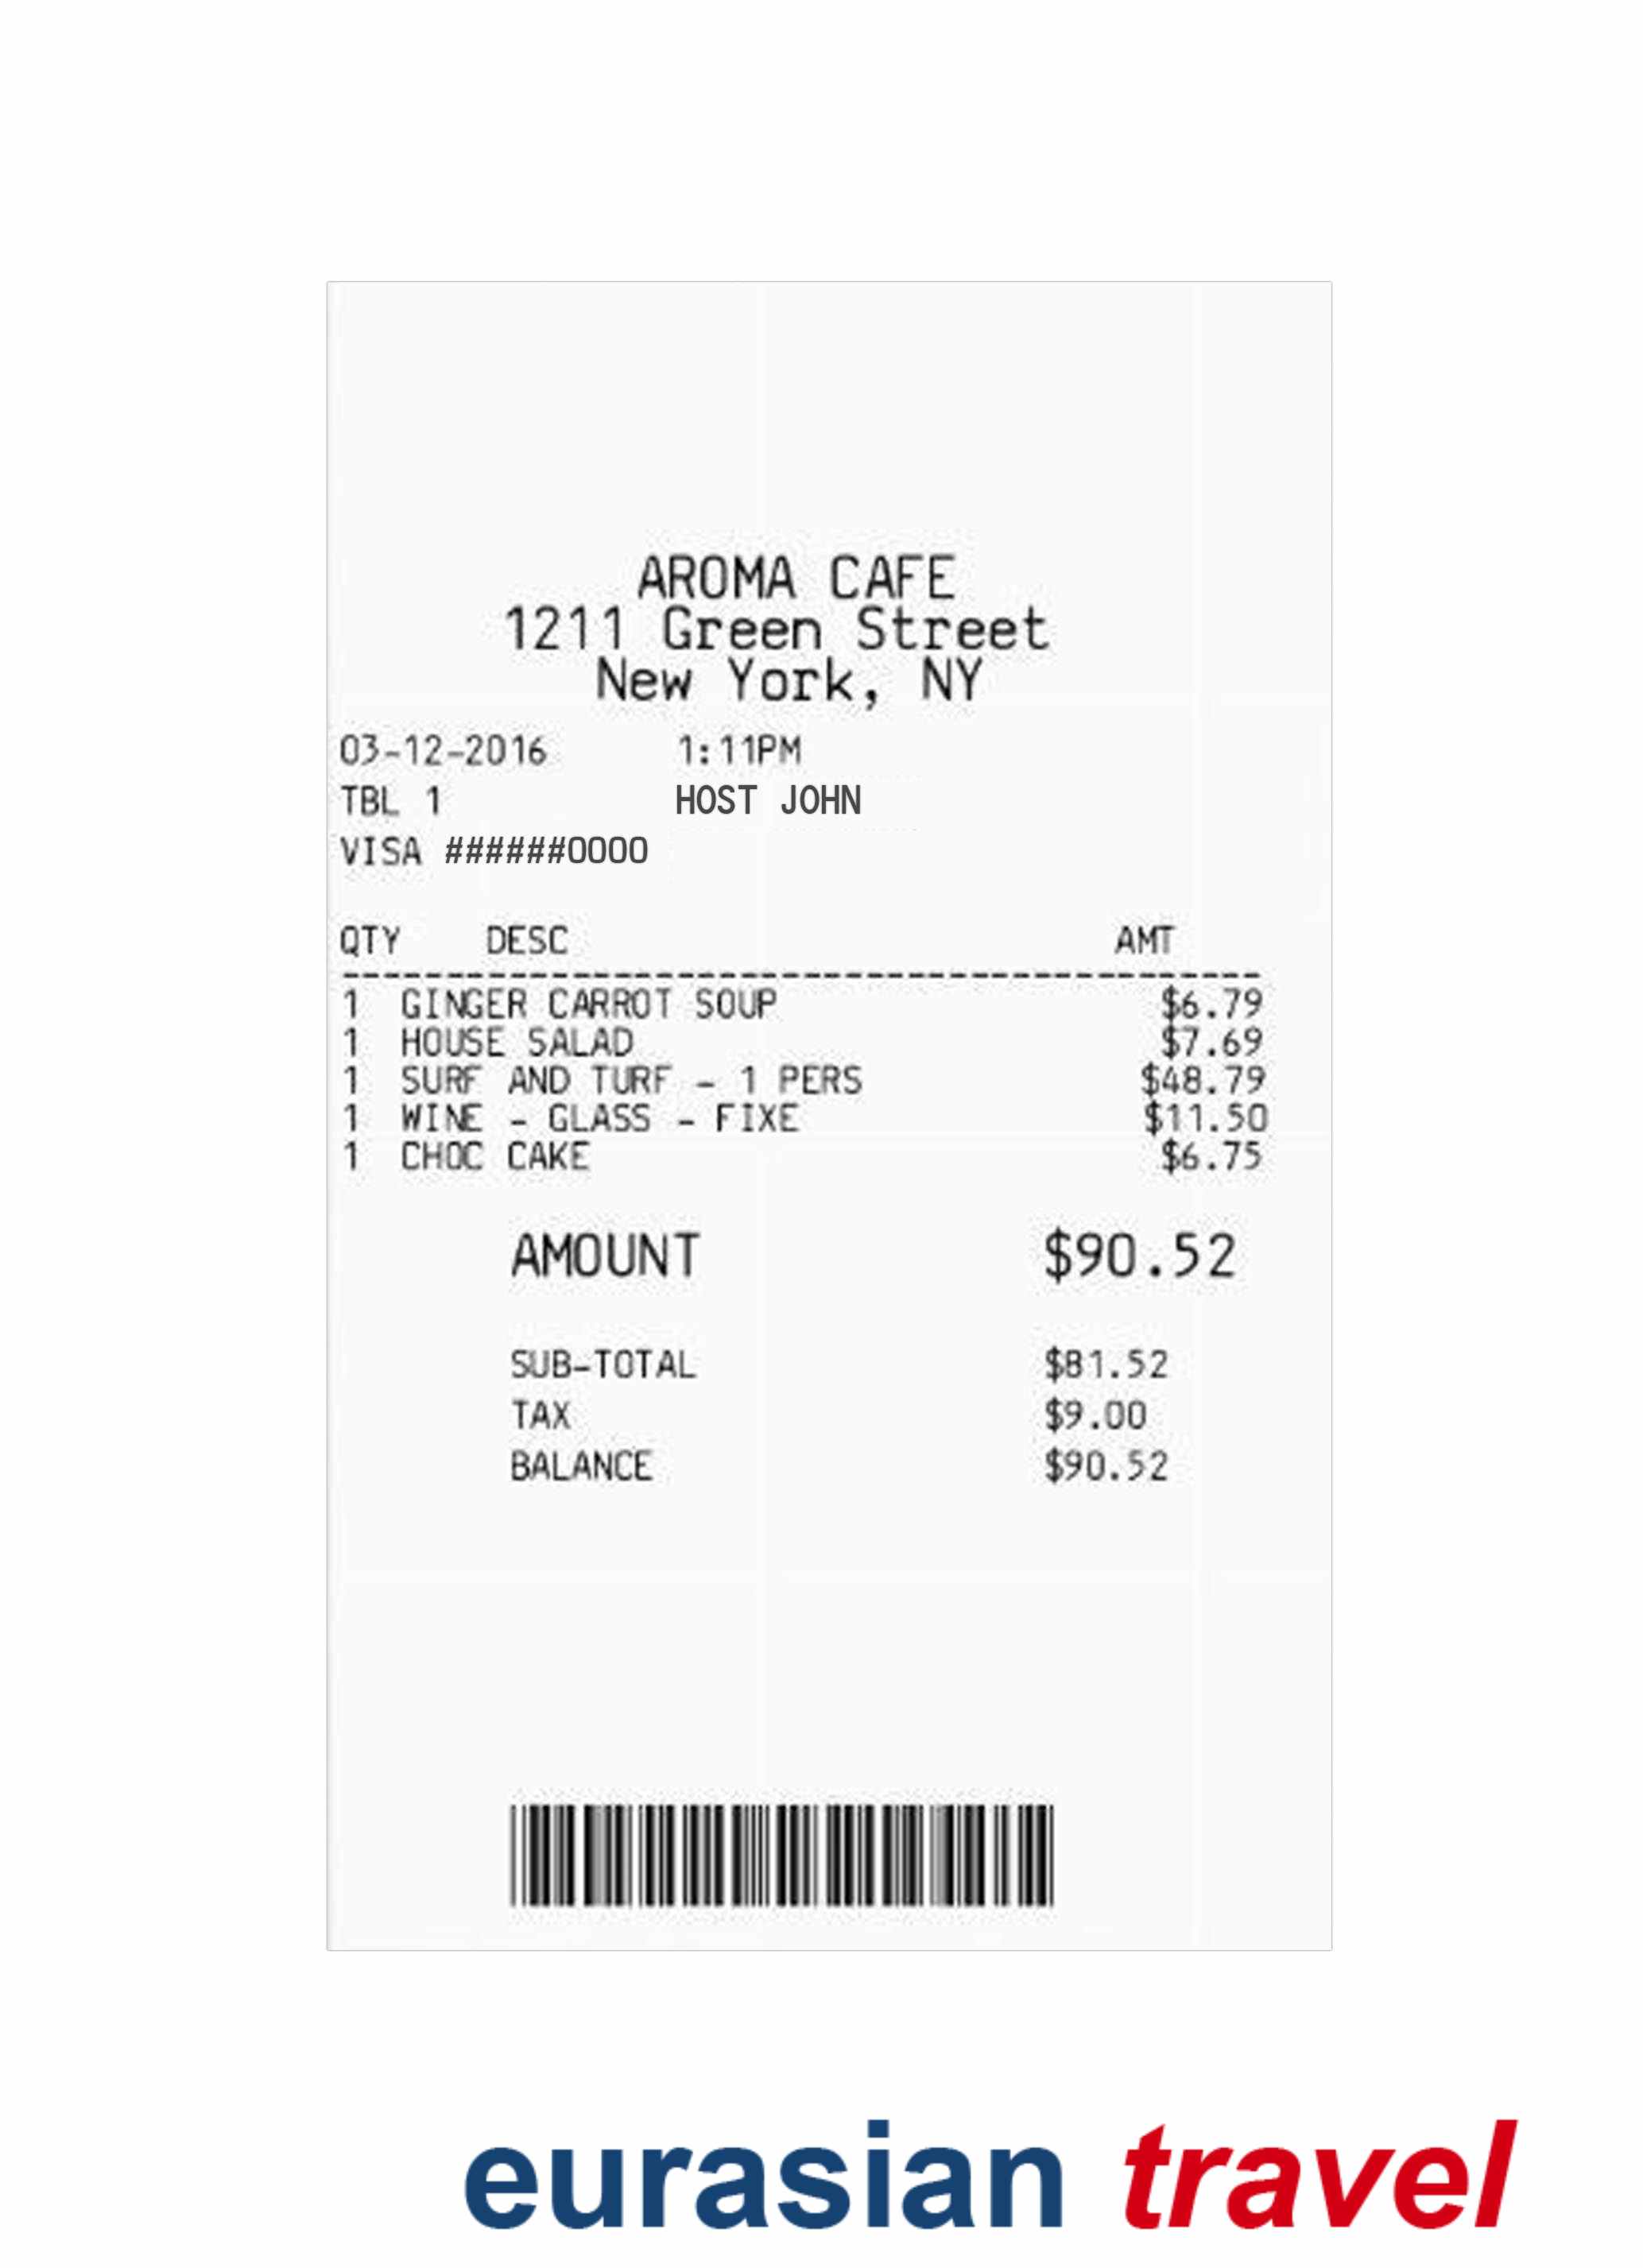 AROMA CAFE
1211 Green Street
New York, NY
03-12-2016 1:11PM
TBL 1 HOST JOHN
VISA ######0000
QTY DESC AMT
--------------------------------------------
1 GINGER CARROT SOUP $6.79
1 HOUSE SALAD $7.69
1 SURF AND TURF - 1 PERS $48.79
1 WINE - GLASS - FIXE $11.50
1 CHOC CAKE $6.75
AMOUNT $90.52
SUB-TOTAL $81.52
TAX $9.00
BALANCE $90.52
eurasian travel